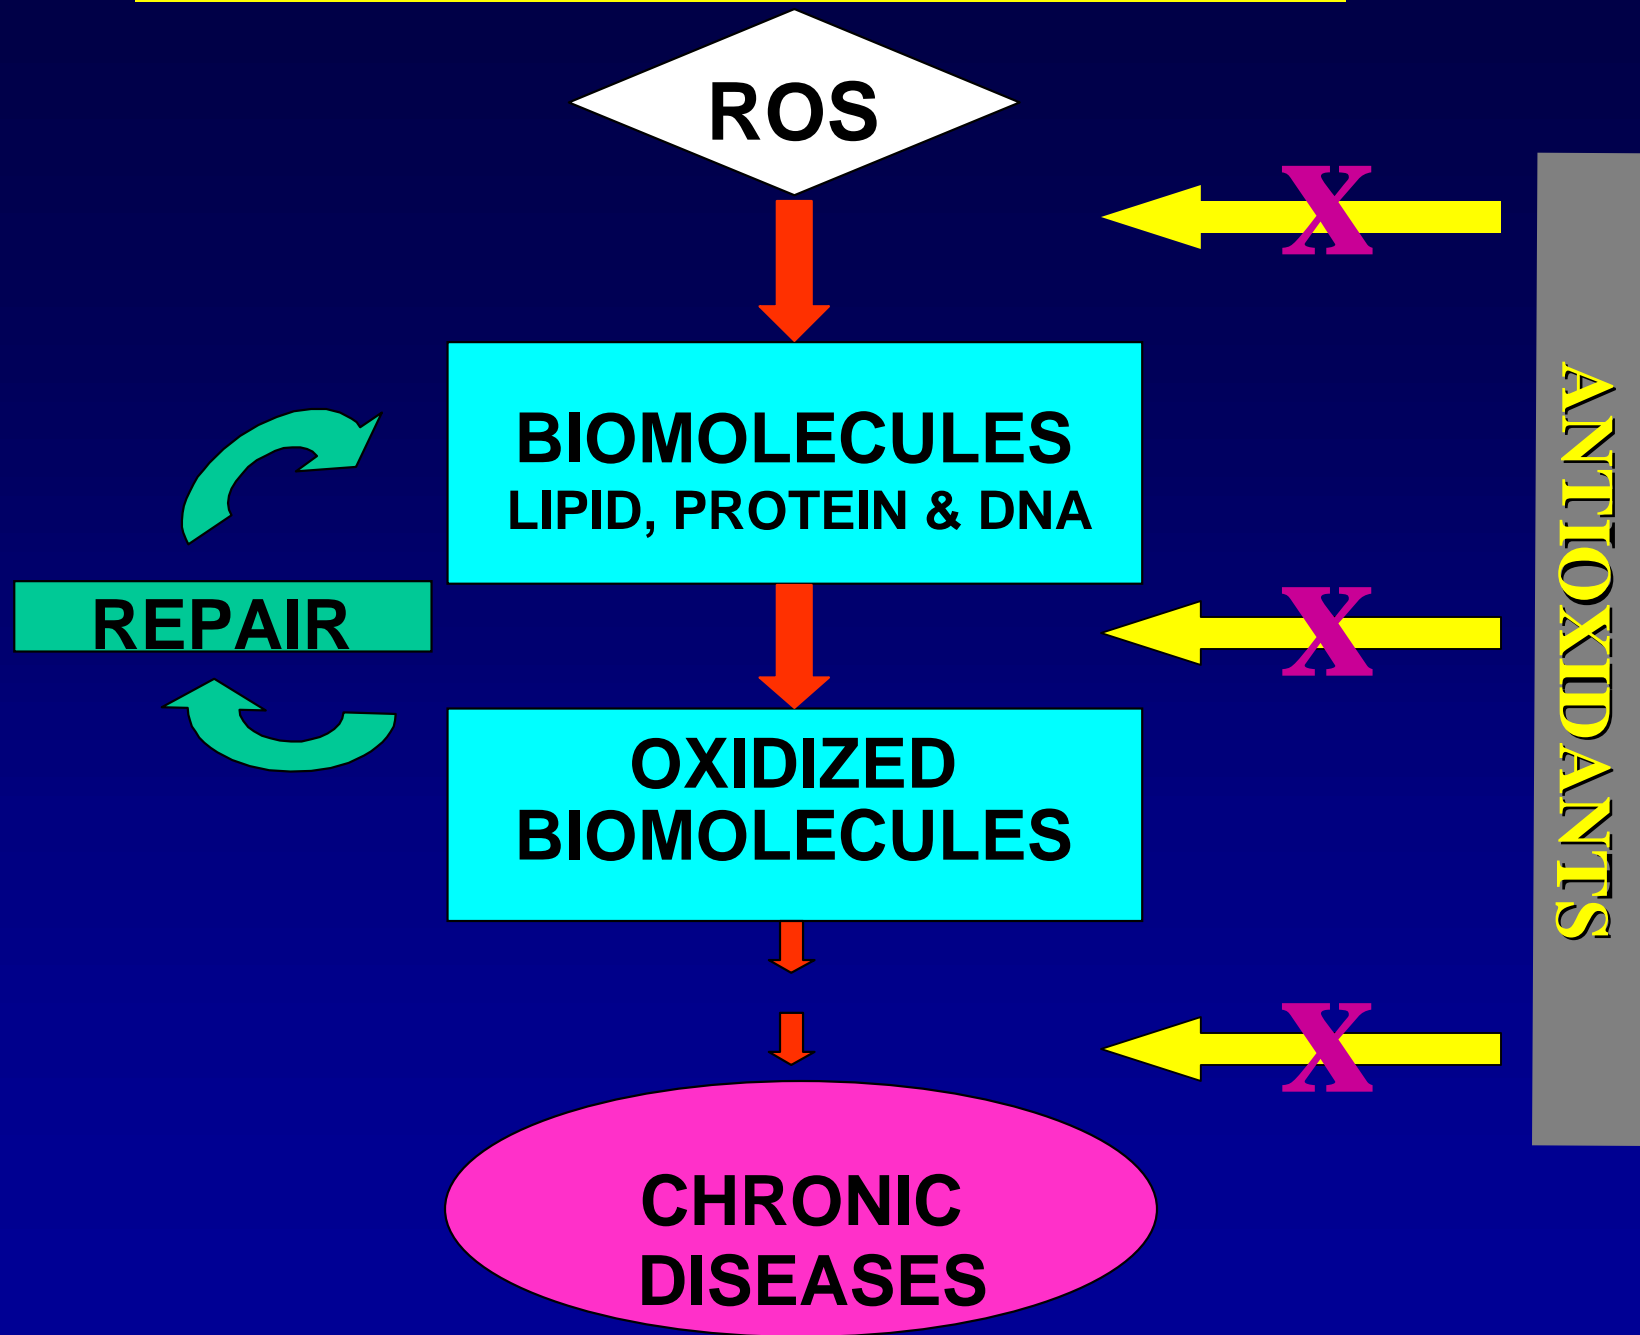 ROS
X
BIOMOLECULES
LIPID, PROTEIN & DNA
REPAIR
X
OXIDIZED
BIOMOLECULES
X
CHRONIC
DISEASES
ANTIOXIDANTS